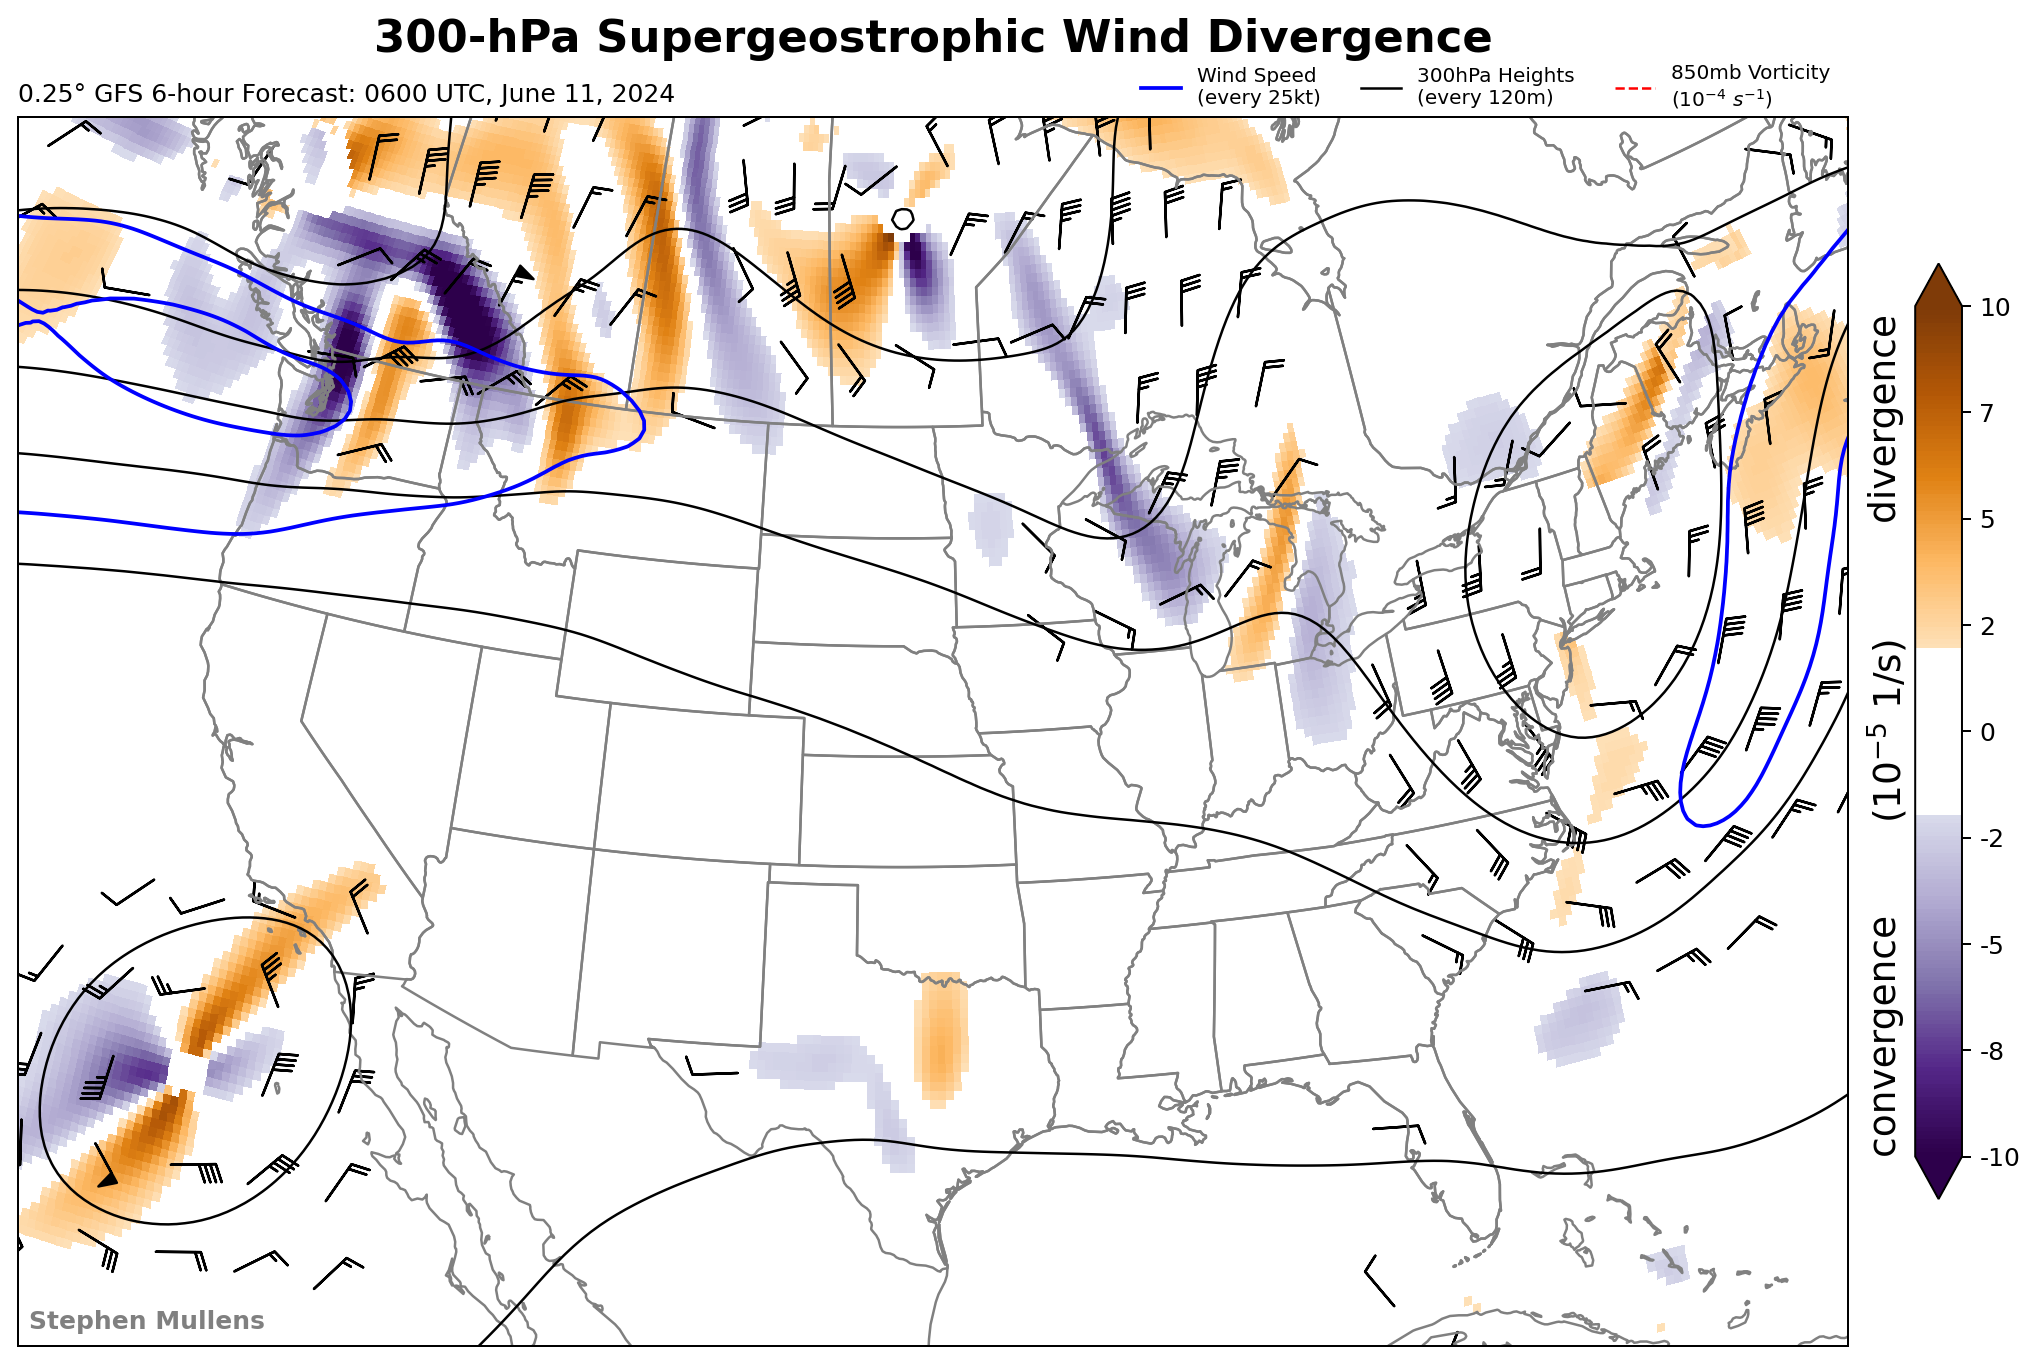 300-hPa Supergeostrophic Wind Divergence
0.25° GFS 6-hour Forecast: 0600 UTC, June 11, 2024
Wind Speed
(every 25kt)
300hPa Heights
(every 120m)
850mb Vorticity
(10⁻⁴ s⁻¹)
10
7
5
2
0
-2
-5
-8
-10
convergence (10⁻⁵ 1/s) divergence
Stephen Mullens